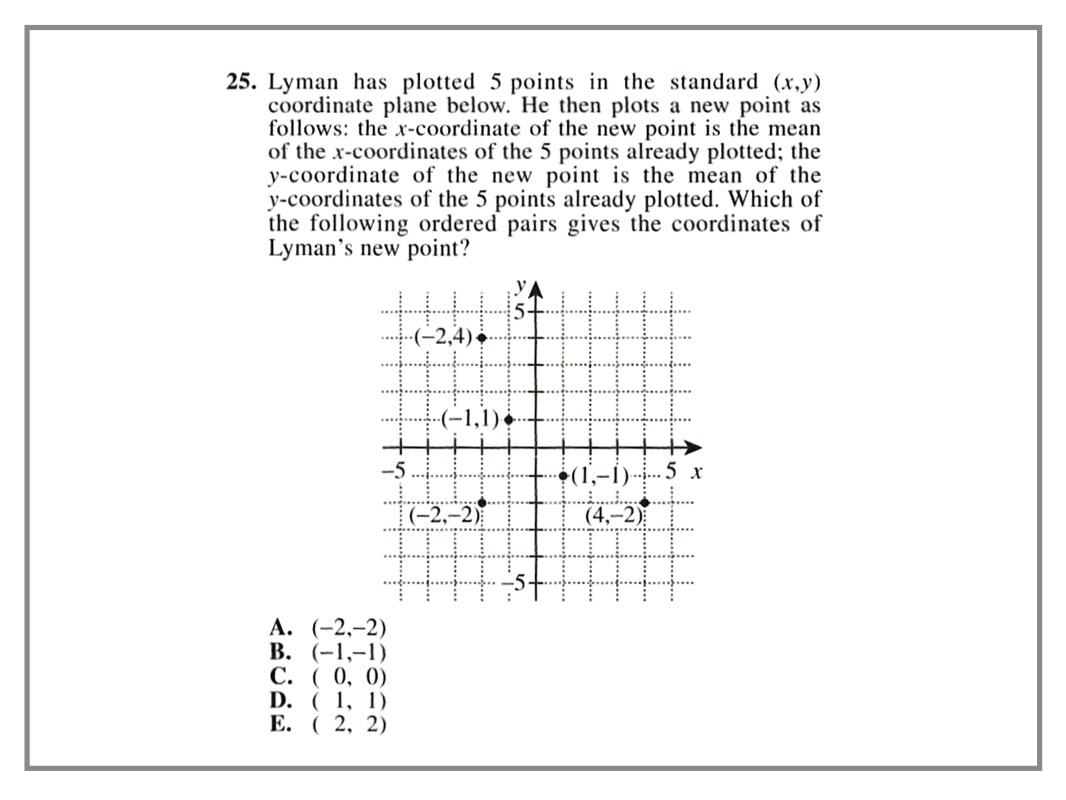 25. Lyman has plotted 5 points in the standard (x,y)
coordinate plane below. He then plots a new point as
follows: the x-coordinate of the new point is the mean
of the x-coordinates of the 5 points already plotted; the
y-coordinate of the new point is the mean of the
y-coordinates of the 5 points already plotted. Which of
the following ordered pairs gives the coordinates of
Lyman's new point?
y
5
(−2,4)
(−1,1)
−5
(1,−1)
5 x
(−2,−2)
(4,−2)
−5
A. (−2,−2)
B. (−1,−1)
C. ( 0, 0)
D. ( 1, 1)
E. ( 2, 2)